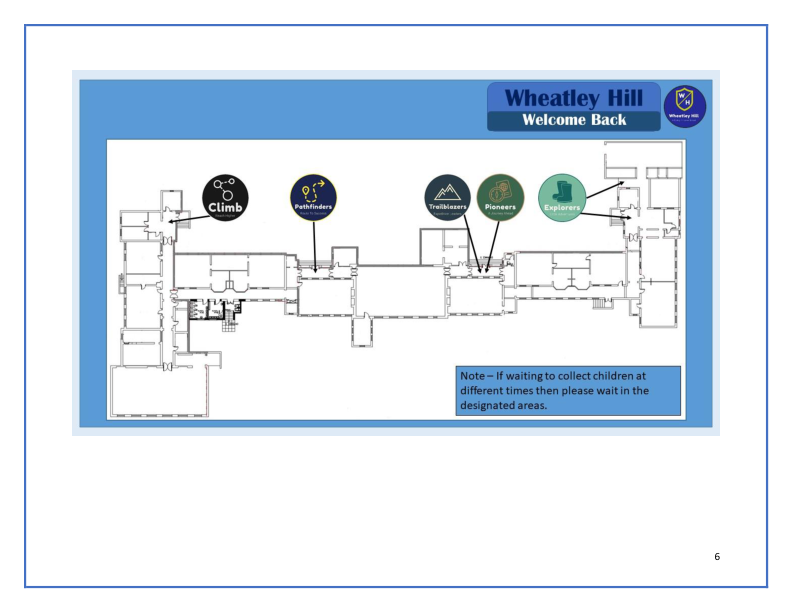 Wheatley Hill
Welcome Back
W
H
Wheatley Hill
Climb
Pathfinders
Trailblazers
Pioneers
Explorers
Note – If waiting to collect children at
different times then please wait in the
designated areas.
6